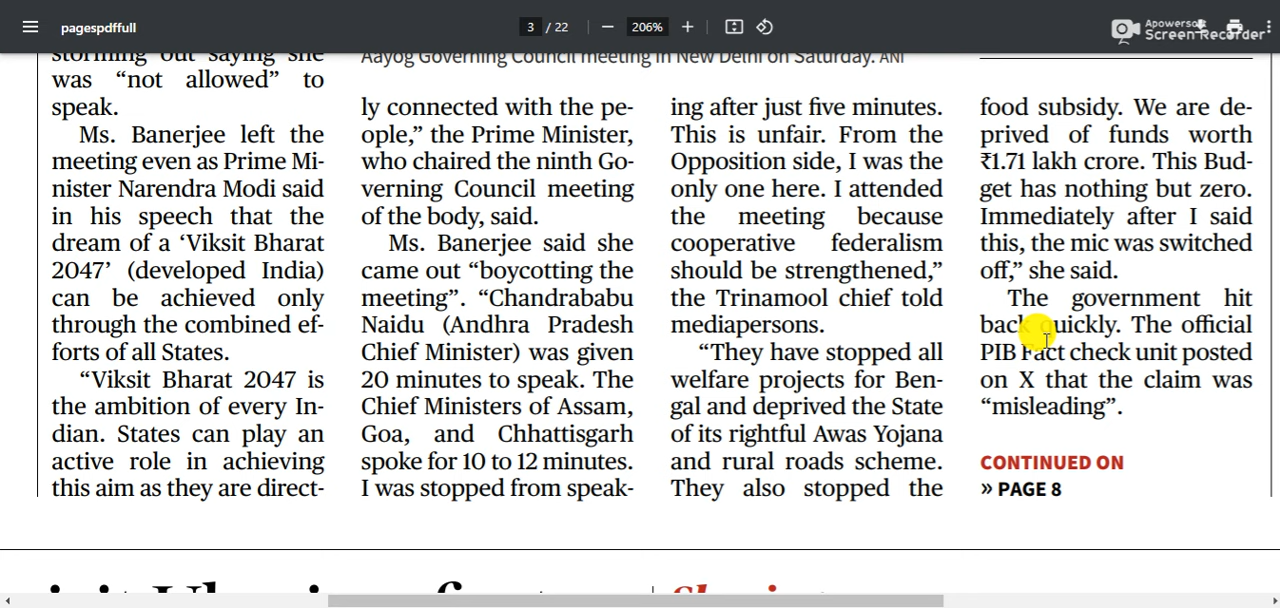 pagespdffull
3 / 22
206%
Apowersoft
Screen Recorder
storming out saying she
was “not allowed” to
speak.
Ms. Banerjee left the
meeting even as Prime Mi-
nister Narendra Modi said
in his speech that the
dream of a ‘Viksit Bharat
2047’ (developed India)
can be achieved only
through the combined ef-
forts of all States.
“Viksit Bharat 2047 is
the ambition of every In-
dian. States can play an
active role in achieving
this aim as they are direct-
Aayog Governing Council meeting in New Delhi on Saturday. ANI
ly connected with the pe-
ople,” the Prime Minister,
who chaired the ninth Go-
verning Council meeting
of the body, said.
Ms. Banerjee said she
came out “boycotting the
meeting”. “Chandrababu
Naidu (Andhra Pradesh
Chief Minister) was given
20 minutes to speak. The
Chief Ministers of Assam,
Goa, and Chhattisgarh
spoke for 10 to 12 minutes.
I was stopped from speak-
ing after just five minutes.
This is unfair. From the
Opposition side, I was the
only one here. I attended
the meeting because
cooperative federalism
should be strengthened,”
the Trinamool chief told
mediapersons.
“They have stopped all
welfare projects for Ben-
gal and deprived the State
of its rightful Awas Yojana
and rural roads scheme.
They also stopped the
food subsidy. We are de-
prived of funds worth
₹1.71 lakh crore. This Bud-
get has nothing but zero.
Immediately after I said
this, the mic was switched
off,” she said.
The government hit
back quickly. The official
PIB Fact check unit posted
on X that the claim was
“misleading”.
CONTINUED ON
» PAGE 8